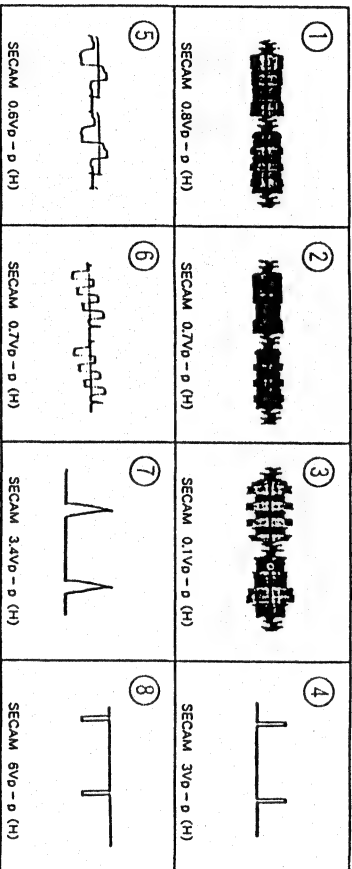 ①
SECAM 0.8Vp – p (H)
②
SECAM 0.7Vp – p (H)
③
SECAM 0.1Vp – p (H)
④
SECAM 3Vp – p (H)
⑤
SECAM 0.6Vp – p (H)
⑥
SECAM 0.7Vp – p (H)
⑦
SECAM 3.4Vp – p (H)
⑧
SECAM 6Vp – p (H)